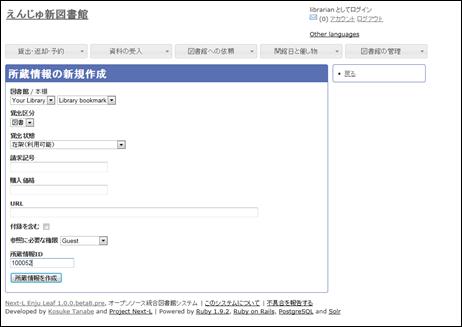 えんじゅ新図書館
librarian としてログイン
(0) アカウント ログアウト
Other languages
貸出・返却・予約
資料の受入
図書館への依頼
開館日と催し物
図書館の管理
所蔵情報の新規作成
戻る
図書館 / 本棚
Your Library Library bookmark
貸出区分
図書
貸出状態
在架(利用可能)
請求記号
購入価格
URL
付録を含む
参照に必要な権限 Guest
所蔵情報ID
100052
所蔵情報を作成
Next-L Enju Leaf 1.0.0.beta8.pre, オープンソース統合図書館システム | このシステムについて | 不具合を報告する
Developed by Kosuke Tanabe and Project Next-L | Powered by Ruby 1.9.2, Ruby on Rails, PostgreSQL and Solr